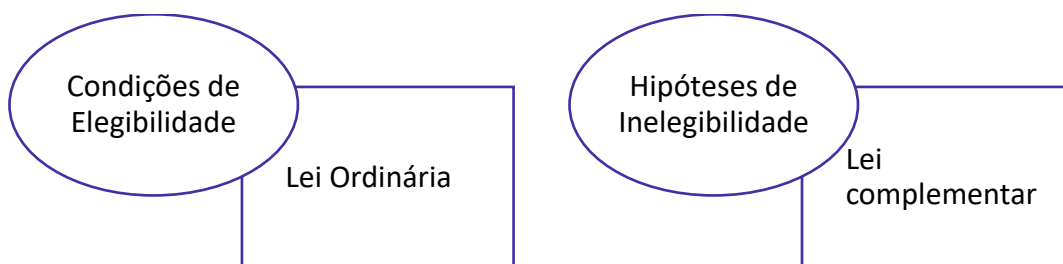 Condições de
Elegibilidade
Lei Ordinária
Hipóteses de
Inelegibilidade
Lei
complementar